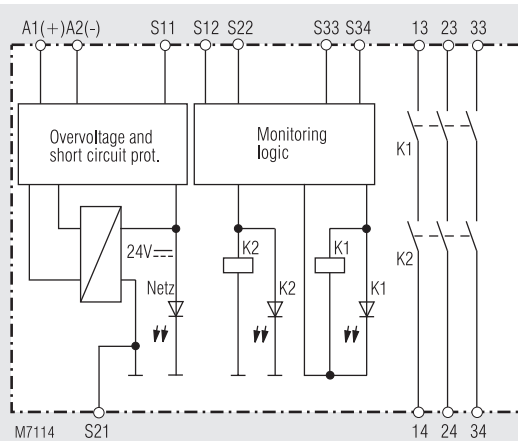 A1(+) A2(-) S11 S12 S22 S33 S34 13 23 33
Overvoltage and
short circuit prot.
Monitoring
logic
K1
24V
K2
K1
K2
Netz
K2
K1
M7114 S21 14 24 34